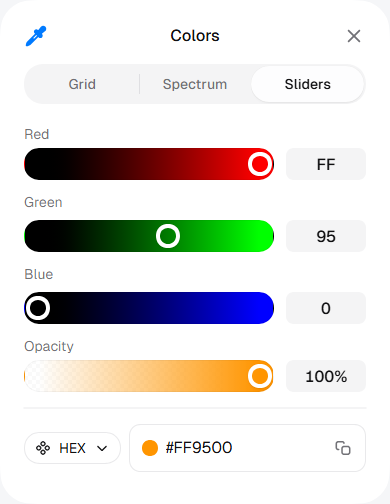 Colors
Grid Spectrum Sliders
Red
FF
Green
95
Blue
0
Opacity
100%
HEX #FF9500